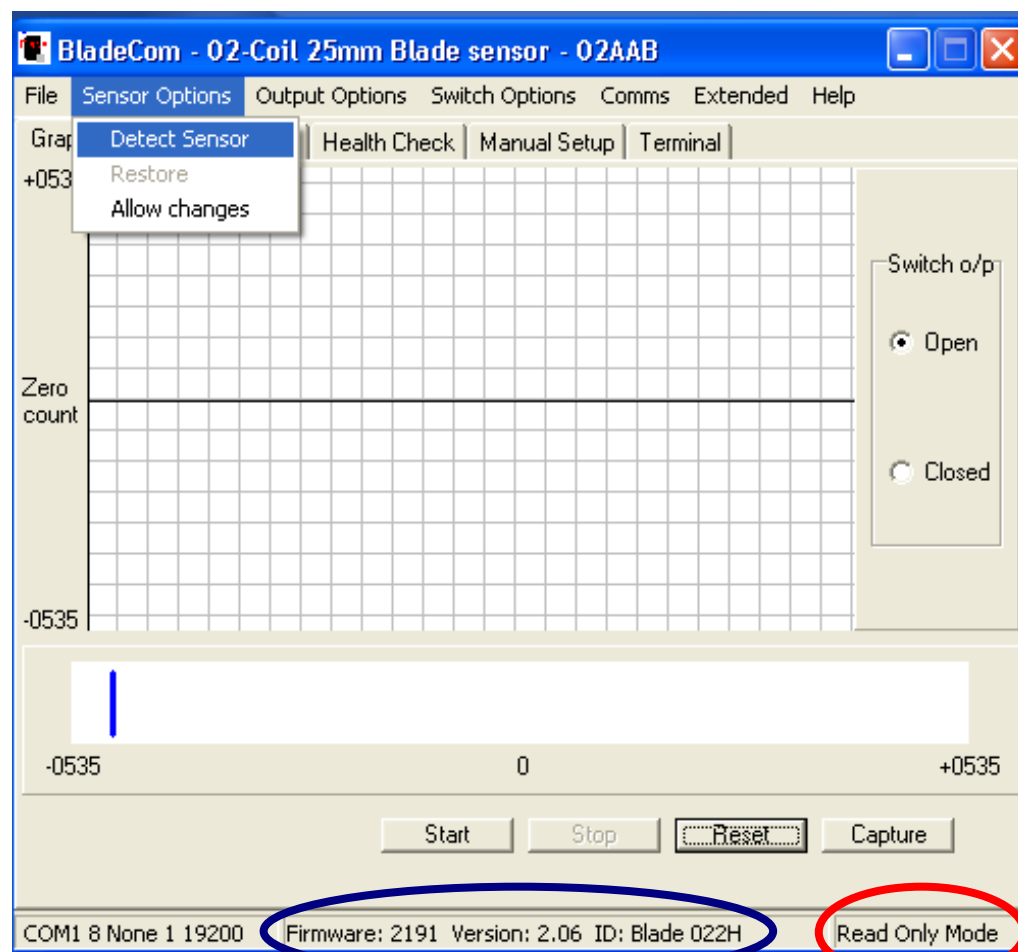 BladeCom - 02-Coil 25mm Blade sensor - 02AAB
File Sensor Options Output Options Switch Options Comms Extended Help
Detect Sensor
Restore
Allow changes
Health Check Manual Setup Terminal
+053
Switch o/p
Open
Closed
Zero
count
-0535
-0535 0 +0535
Start Stop Reset Capture
COM1 8 None 1 19200 Firmware: 2191 Version: 2.06 ID: Blade 022H Read Only Mode